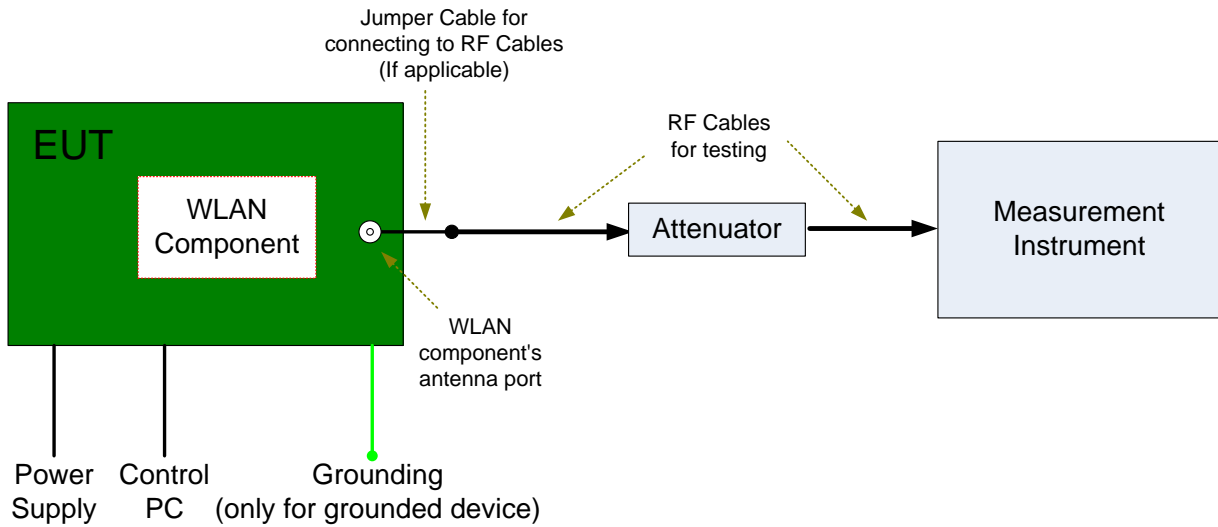 Jumper Cable for
connecting to RF Cables
(If applicable)
EUT
WLAN
Component
RF Cables
for testing
Attenuator
Measurement
Instrument
WLAN
component's
antenna port
Power
Supply
Control
PC
Grounding
(only for grounded device)